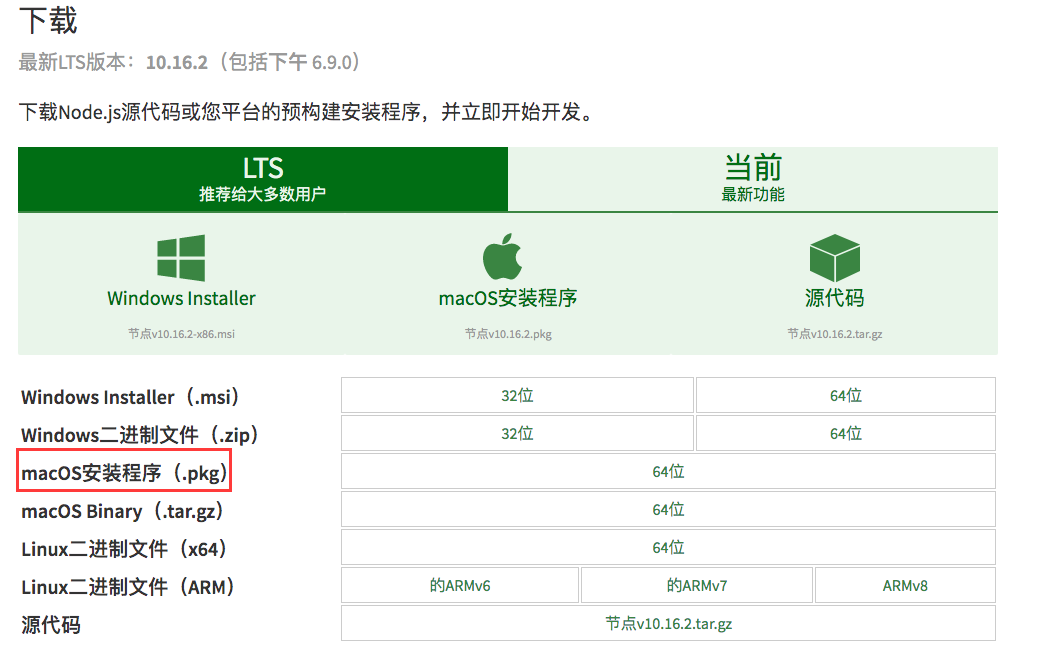 下载
最新LTS版本：10.16.2（包括下午 6.9.0）
下载Node.js源代码或您平台的预构建安装程序，并立即开始开发。
LTS
推荐给大多数用户
当前
最新功能
Windows Installer
节点v10.16.2-x86.msi
macOS安装程序
节点v10.16.2.pkg
源代码
节点v10.16.2.tar.gz
Windows Installer（.msi） 32位 64位
Windows二进制文件（.zip） 32位 64位
macOS安装程序（.pkg） 64位
macOS Binary（.tar.gz） 64位
Linux二进制文件（x64） 64位
Linux二进制文件（ARM） 的ARMv6 的ARMv7 ARMv8
源代码 节点v10.16.2.tar.gz